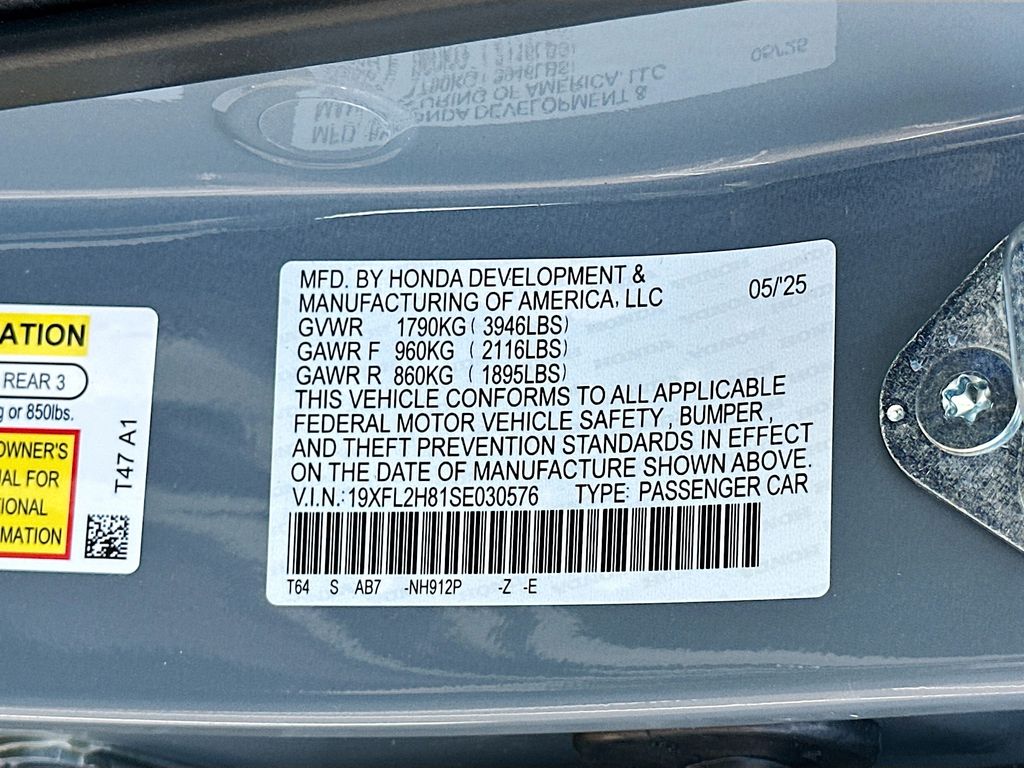 MFD. BY HONDA DEVELOPMENT &
MANUFACTURING OF AMERICA, LLC 05/'25
GVWR 1790KG ( 3946LBS)
GAWR F 960KG ( 2116LBS)
GAWR R 860KG ( 1895LBS)
THIS VEHICLE CONFORMS TO ALL APPLICABLE
FEDERAL MOTOR VEHICLE SAFETY , BUMPER ,
AND THEFT PREVENTION STANDARDS IN EFFECT
ON THE DATE OF MANUFACTURE SHOWN ABOVE.
V.I.N.: 19XFL2H81SE030576 TYPE: PASSENGER CAR
T64 S AB7 -NH912P -Z -E
ATION
REAR 3
g or 850lbs.
OWNER'S
UAL FOR
TIONAL
RMATION
T47 A1